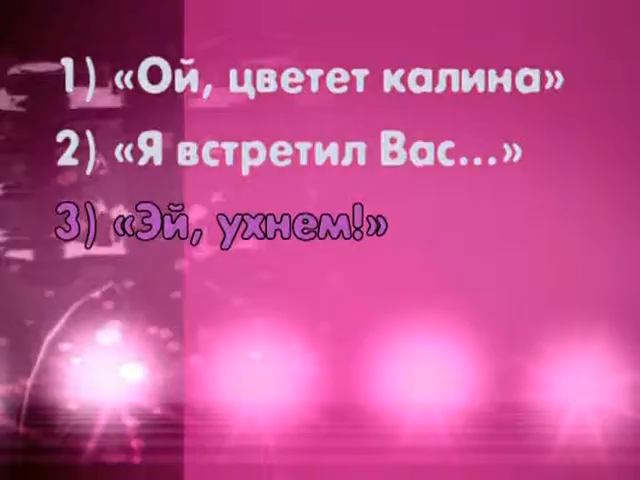 1) «Ой, цветет калина»
2) «Я встретил Вас...»
3) «Эй, ухнем!»